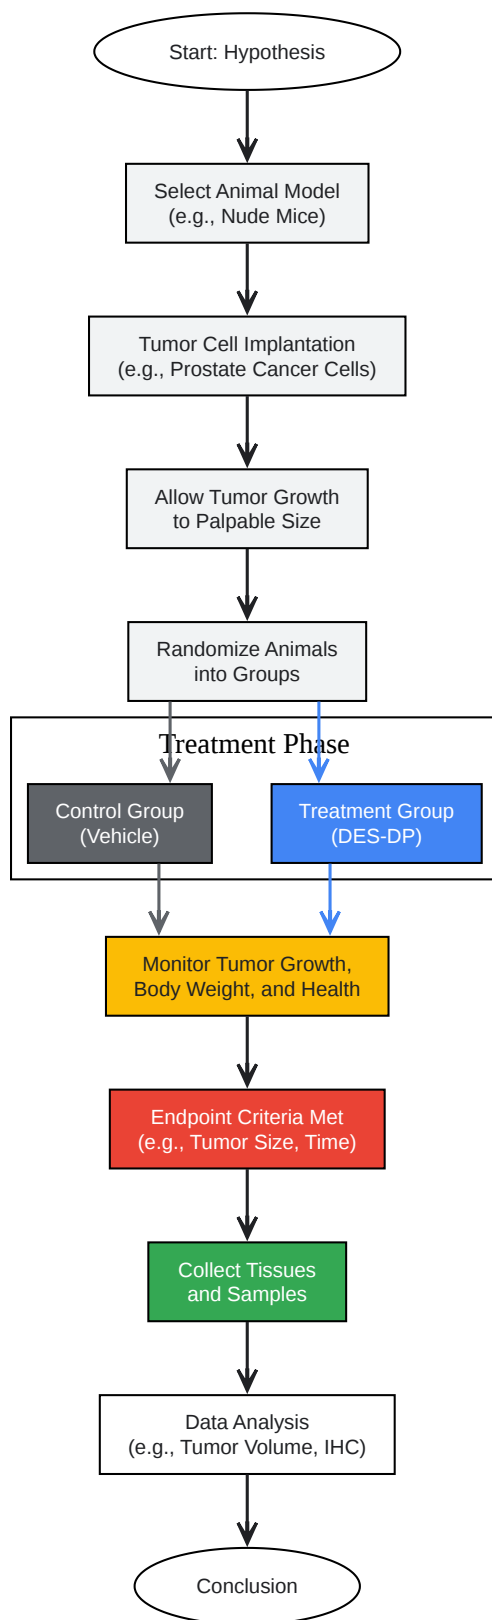 Start: Hypothesis
Select Animal Model
(e.g., Nude Mice)
Tumor Cell Implantation
(e.g., Prostate Cancer Cells)
Allow Tumor Growth
to Palpable Size
Randomize Animals
into Groups
Treatment Phase
Control Group
(Vehicle)
Treatment Group
(DES-DP)
Monitor Tumor Growth,
Body Weight, and Health
Endpoint Criteria Met
(e.g., Tumor Size, Time)
Collect Tissues
and Samples
Data Analysis
(e.g., Tumor Volume, IHC)
Conclusion